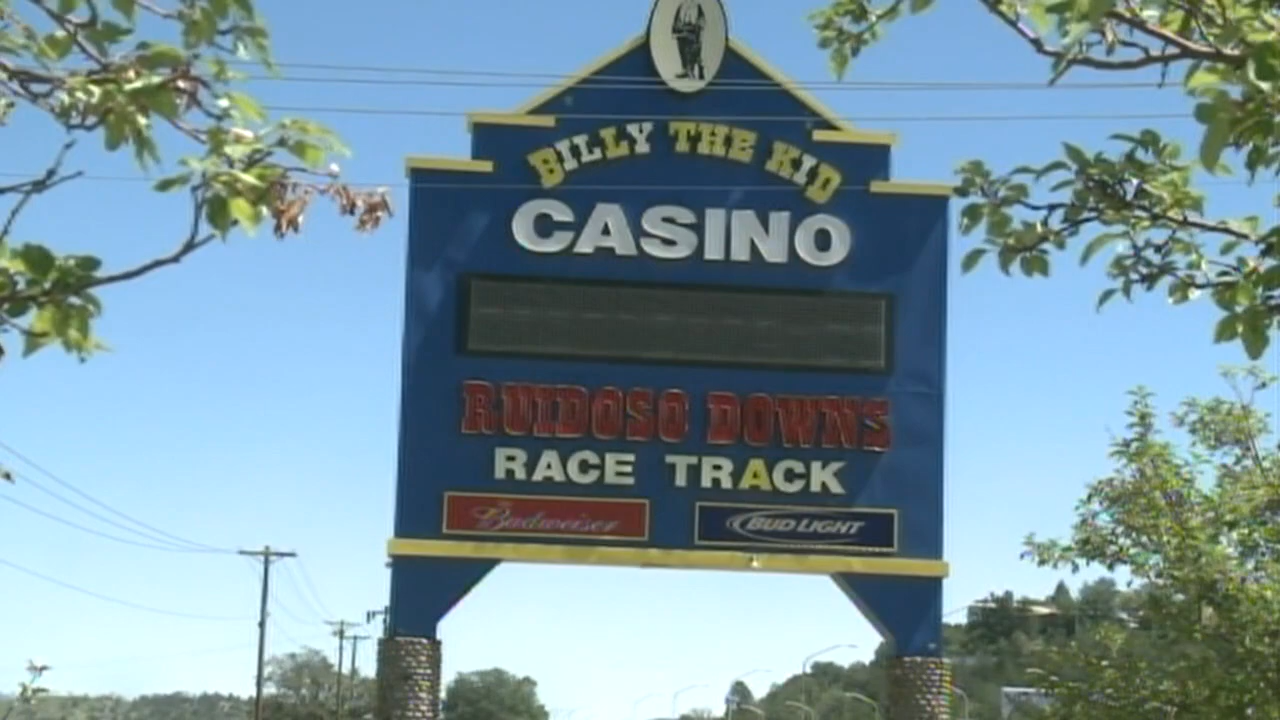 BILLY THE KID
CASINO
RUIDOSO DOWNS
RACE TRACK
Budweiser
BUD LIGHT